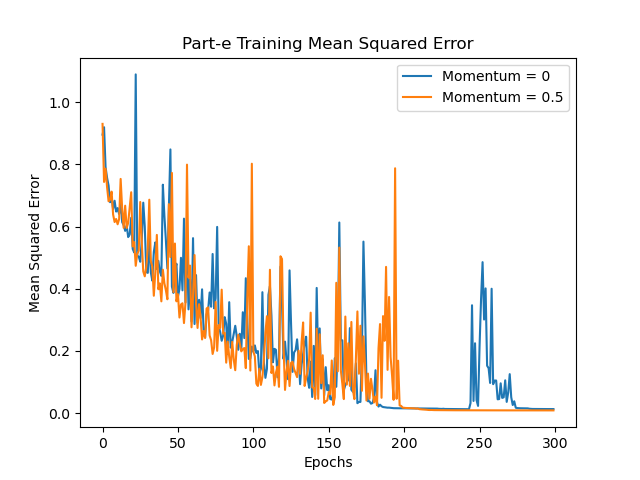 Part-e Training Mean Squared Error
Momentum = 0
Momentum = 0.5
Mean Squared Error
1.0
0.8
0.6
0.4
0.2
0.0
0 50 100 150 200 250 300
Epochs